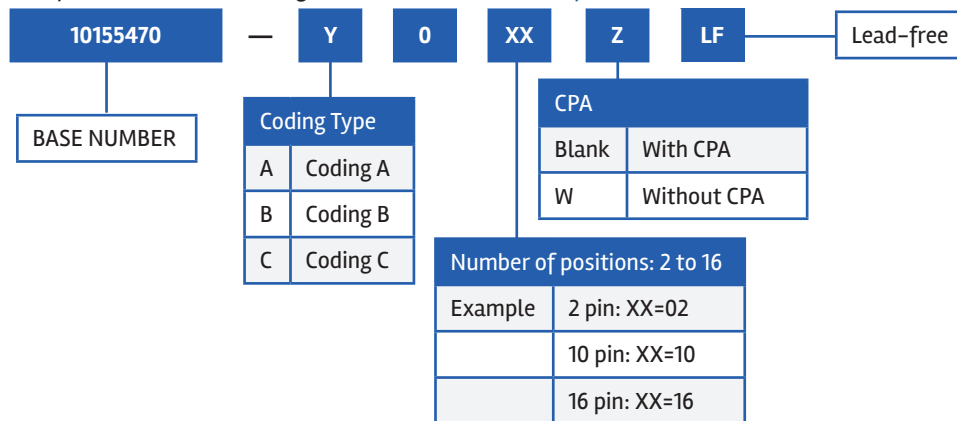 10155470 — Y 0 XX Z LF Lead-free
BASE NUMBER
Coding Type
A Coding A
B Coding B
C Coding C
CPA
Blank With CPA
W Without CPA
Number of positions: 2 to 16
Example 2 pin: XX=02
10 pin: XX=10
16 pin: XX=16